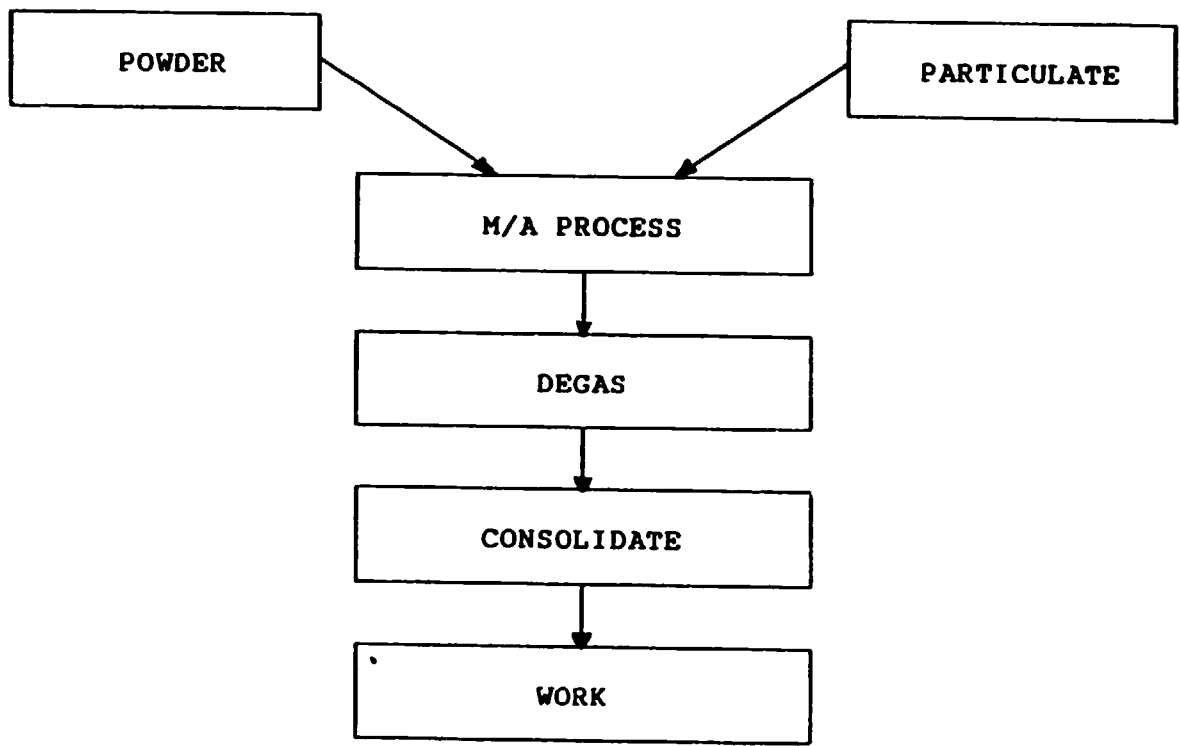 POWDER
PARTICULATE
M/A PROCESS
DEGAS
CONSOLIDATE
WORK